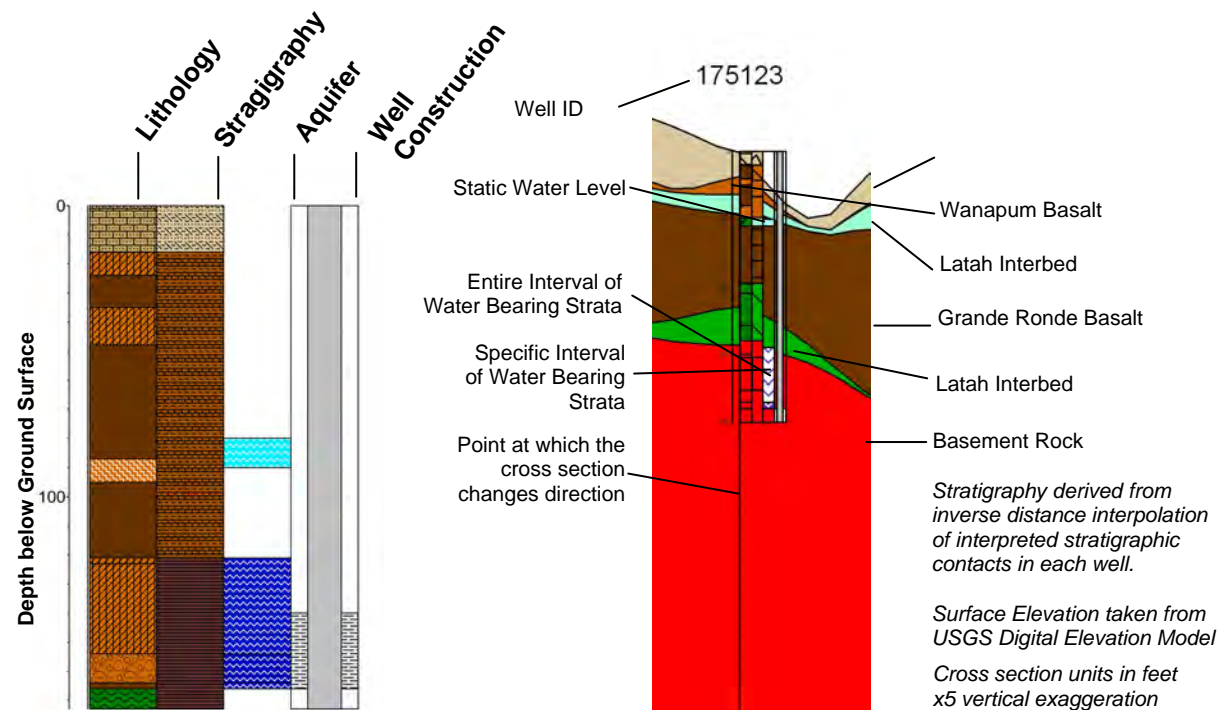 Lithology
Stragigraphy
Aquifer
Well
Construction
0
100
Depth below Ground Surface
175123
Well ID
Static Water Level
Entire Interval of
Water Bearing Strata
Specific Interval
of Water Bearing
Strata
Point at which the
cross section
changes direction
Wanapum Basalt
Latah Interbed
Grande Ronde Basalt
Latah Interbed
Basement Rock
Stratigraphy derived from
inverse distance interpolation
of interpreted stratigraphic
contacts in each well.
Surface Elevation taken from
USGS Digital Elevation Model
Cross section units in feet
x5 vertical exaggeration